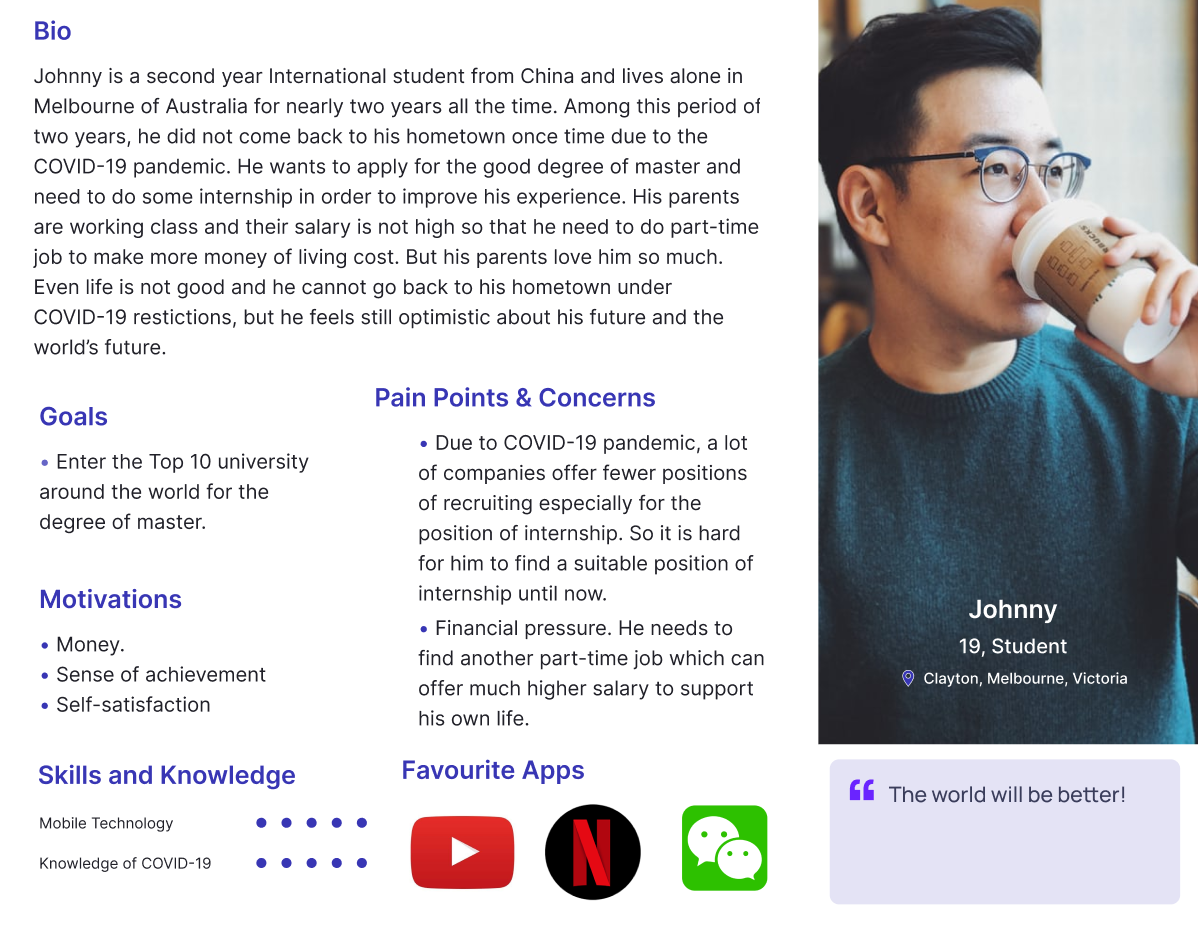 Bio
Johnny is a second year International student from China and lives alone in
Melbourne of Australia for nearly two years all the time. Among this period of
two years, he did not come back to his hometown once time due to the
COVID-19 pandemic. He wants to apply for the good degree of master and
need to do some internship in order to improve his experience. His parents
are working class and their salary is not high so that he need to do part-time
job to make more money of living cost. But his parents love him so much.
Even life is not good and he cannot go back to his hometown under
COVID-19 restictions, but he feels still optimistic about his future and the
world’s future.
Goals
• Enter the Top 10 university
around the world for the
degree of master.
Motivations
• Money.
• Sense of achievement
• Self-satisfaction
Pain Points & Concerns
• Due to COVID-19 pandemic, a lot
of companies offer fewer positions
of recruiting especially for the
position of internship. So it is hard
for him to find a suitable position of
internship until now.
• Financial pressure. He needs to
find another part-time job which can
offer much higher salary to support
his own life.
Skills and Knowledge
Mobile Technology
Knowledge of COVID-19
Favourite Apps
N
Johnny
19, Student
Clayton, Melbourne, Victoria
“ The world will be better!